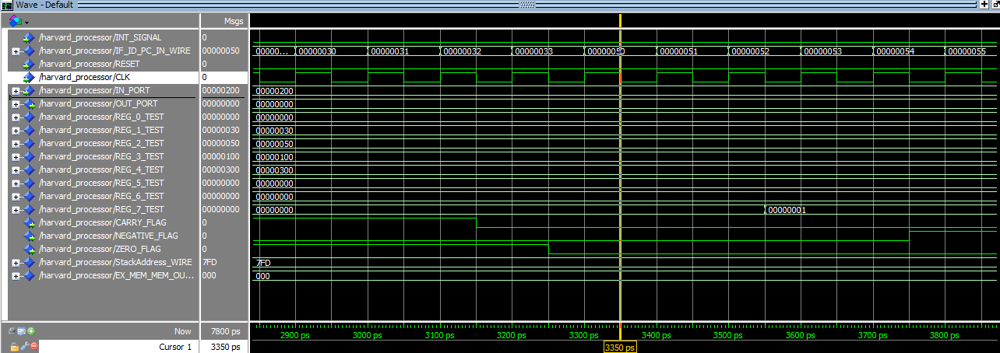 Wave - Default
Msgs
/harvard_processor/INT_SIGNAL 0
/harvard_processor/IF_ID_PC_IN_WIRE 00000050 00000... 00000030 00000031 00000032 00000033 00000050 00000051 00000052 00000053 00000054 00000055
/harvard_processor/RESET 0
/harvard_processor/CLK 0
/harvard_processor/IN_PORT 00000200 00000200
/harvard_processor/OUT_PORT 00000000 00000000
/harvard_processor/REG_0_TEST 00000000 00000000
/harvard_processor/REG_1_TEST 00000030 00000030
/harvard_processor/REG_2_TEST 00000050 00000050
/harvard_processor/REG_3_TEST 00000100 00000100
/harvard_processor/REG_4_TEST 00000300 00000300
/harvard_processor/REG_5_TEST 00000000 00000000
/harvard_processor/REG_6_TEST 00000000 00000000
/harvard_processor/REG_7_TEST 00000000 00000000 00000001
/harvard_processor/CARRY_FLAG 0
/harvard_processor/NEGATIVE_FLAG 0
/harvard_processor/ZERO_FLAG 0
/harvard_processor/StackAddress_WIRE 7FD 7FD
/harvard_processor/EX_MEM_MEM_OU... 000 000
Now 7800 ps 2900 ps 3000 ps 3100 ps 3200 ps 3300 ps 3400 ps 3500 ps 3600 ps 3700 ps 3800 ps
Cursor 1 3350 ps 3350 ps